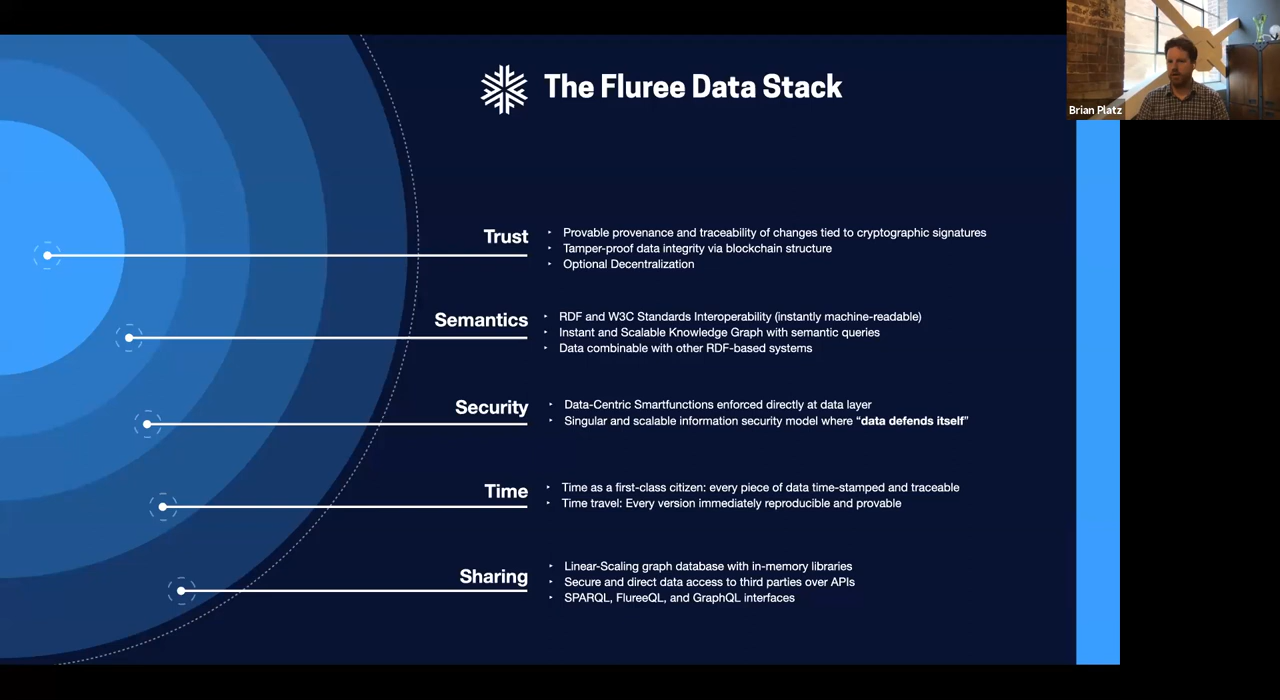 The Fluree Data Stack
Brian Platz
Trust
‣ Provable provenance and traceability of changes tied to cryptographic signatures
‣ Tamper-proof data integrity via blockchain structure
‣ Optional Decentralization
Semantics
‣ RDF and W3C Standards Interoperability (instantly machine-readable)
‣ Instant and Scalable Knowledge Graph with semantic queries
‣ Data combinable with other RDF-based systems
Security
‣ Data-Centric Smartfunctions enforced directly at data layer
‣ Singular and scalable information security model where “data defends itself”
Time
‣ Time as a first-class citizen: every piece of data time-stamped and traceable
‣ Time travel: Every version immediately reproducible and provable
Sharing
‣ Linear-Scaling graph database with in-memory libraries
‣ Secure and direct data access to third parties over APIs
‣ SPARQL, FlureeQL, and GraphQL interfaces